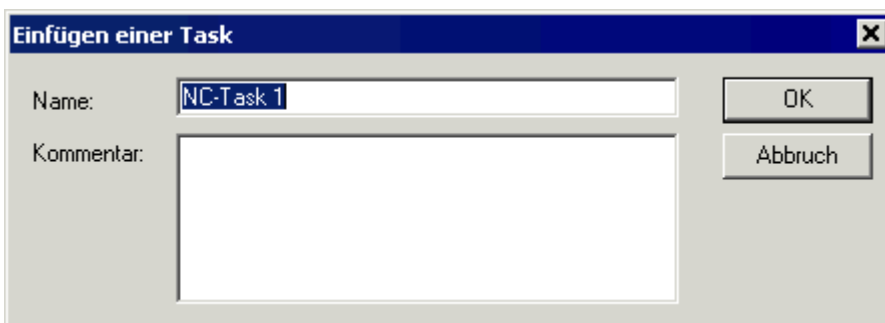 Einfügen einer Task
Name:
NC-Task 1
OK
Kommentar:
Abbruch